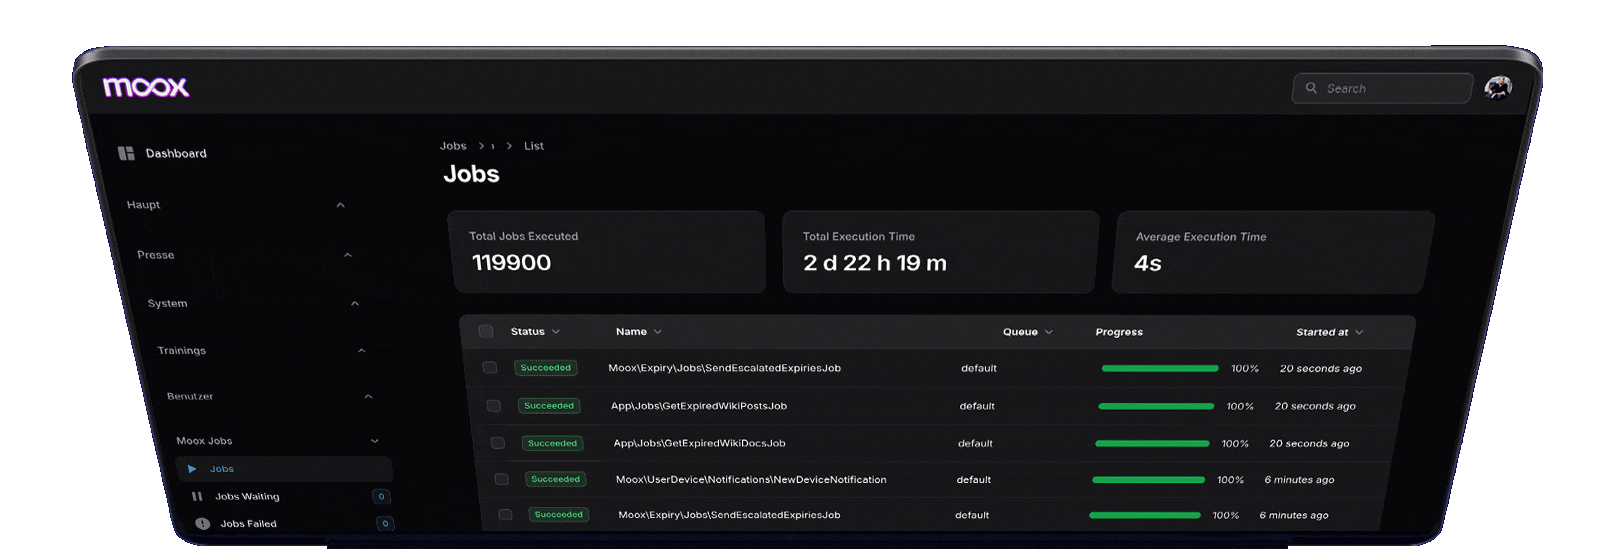 moox
Search
Dashboard
Haupt
Presse
System
Trainings
Benutzer
Moox Jobs
Jobs
Jobs Waiting 0
Jobs Failed 0
Jobs > › > List
Jobs
Total Jobs Executed
119900
Total Execution Time
2 d 22 h 19 m
Average Execution Time
4s
Status Name Queue Progress Started at
Succeeded Moox\Expiry\Jobs\SendEscalatedExpiriesJob default 100% 20 seconds ago
Succeeded App\Jobs\GetExpiredWikiPostsJob default 100% 20 seconds ago
Succeeded App\Jobs\GetExpiredWikiDocsJob default 100% 20 seconds ago
Succeeded Moox\UserDevice\Notifications\NewDeviceNotification default 100% 6 minutes ago
Succeeded Moox\Expiry\Jobs\SendEscalatedExpiriesJob default 100% 6 minutes ago